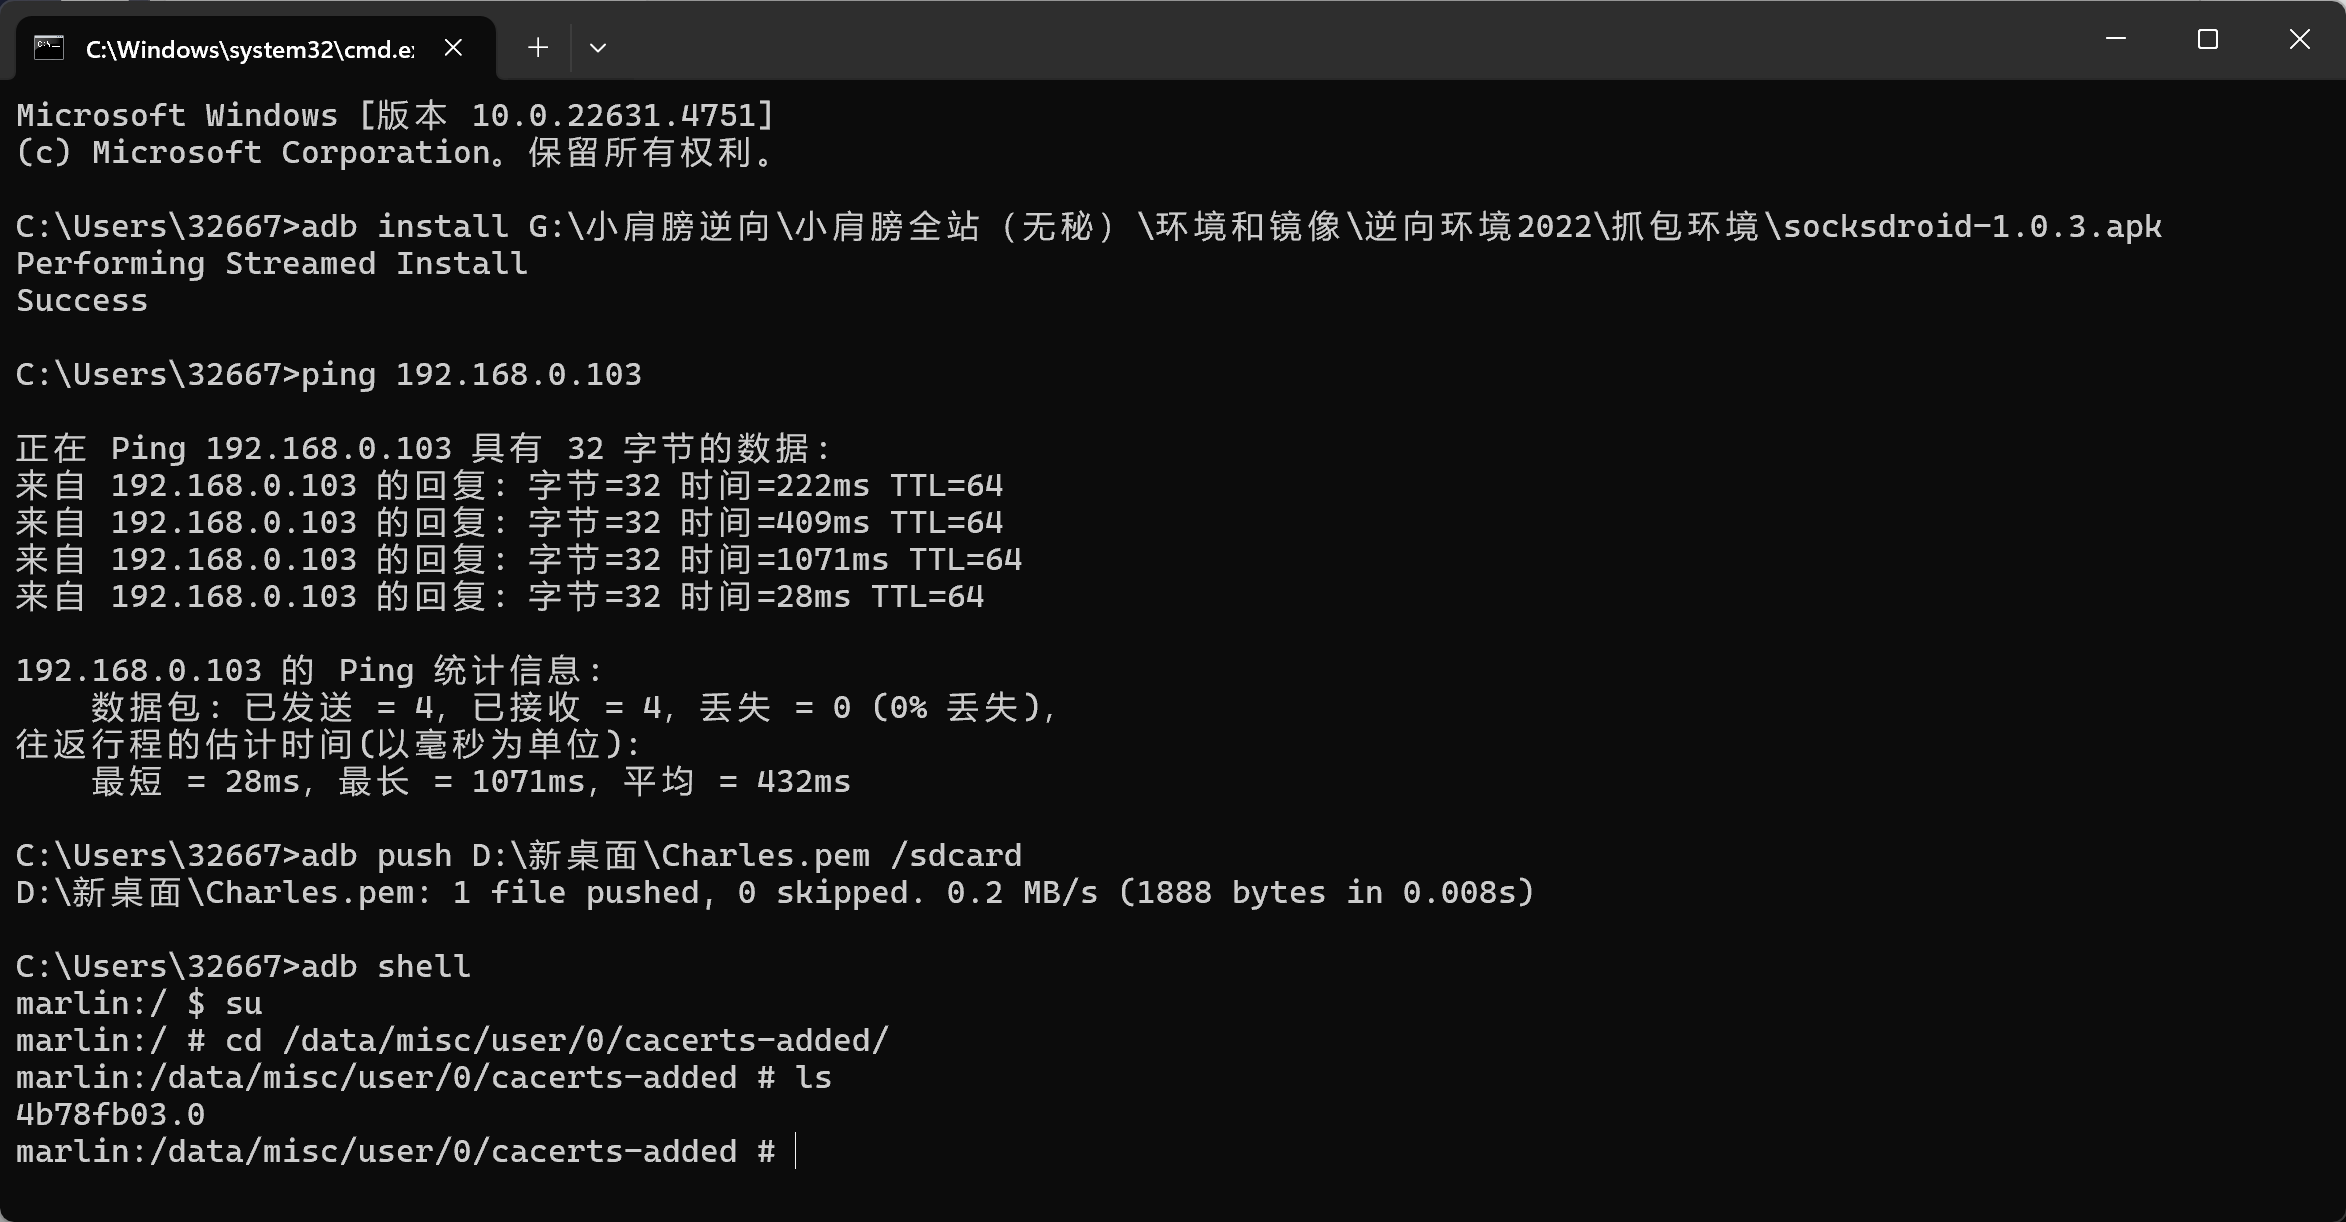 C:\Windows\system32\cmd.e
Microsoft Windows [版本 10.0.22631.4751]
(c) Microsoft Corporation。保留所有权利。
C:\Users\32667>adb install G:\小肩膀逆向\小肩膀全站（无秘）\环境和镜像\逆向环境2022\抓包环境\socksdroid-1.0.3.apk
Performing Streamed Install
Success
C:\Users\32667>ping 192.168.0.103
正在 Ping 192.168.0.103 具有 32 字节的数据:
来自 192.168.0.103 的回复: 字节=32 时间=222ms TTL=64
来自 192.168.0.103 的回复: 字节=32 时间=409ms TTL=64
来自 192.168.0.103 的回复: 字节=32 时间=1071ms TTL=64
来自 192.168.0.103 的回复: 字节=32 时间=28ms TTL=64
192.168.0.103 的 Ping 统计信息:
数据包: 已发送 = 4, 已接收 = 4, 丢失 = 0 (0% 丢失),
往返行程的估计时间(以毫秒为单位):
最短 = 28ms, 最长 = 1071ms, 平均 = 432ms
C:\Users\32667>adb push D:\新桌面\Charles.pem /sdcard
D:\新桌面\Charles.pem: 1 file pushed, 0 skipped. 0.2 MB/s (1888 bytes in 0.008s)
C:\Users\32667>adb shell
marlin:/ $ su
marlin:/ # cd /data/misc/user/0/cacerts-added/
marlin:/data/misc/user/0/cacerts-added # ls
4b78fb03.0
marlin:/data/misc/user/0/cacerts-added #